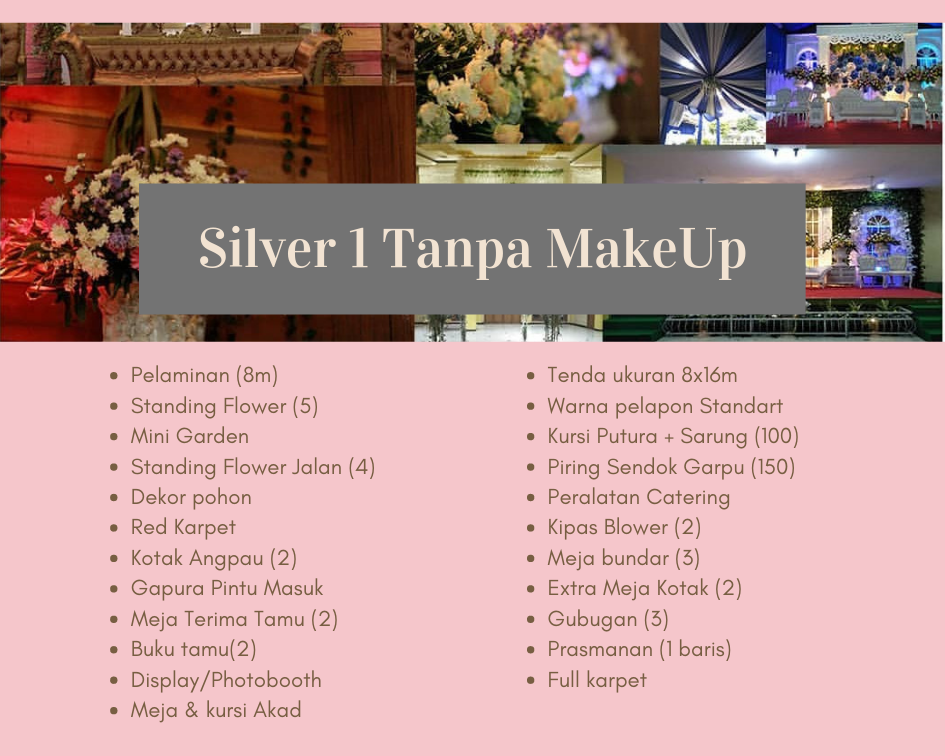 Silver 1 Tanpa MakeUp
Pelaminan (8m)
Standing Flower (5)
Mini Garden
Standing Flower Jalan (4)
Dekor pohon
Red Karpet
Kotak Angpau (2)
Gapura Pintu Masuk
Meja Terima Tamu (2)
Buku tamu(2)
Display/Photobooth
Meja & kursi Akad
Tenda ukuran 8x16m
Warna pelapon Standart
Kursi Putura + Sarung (100)
Piring Sendok Garpu (150)
Peralatan Catering
Kipas Blower (2)
Meja bundar (3)
Extra Meja Kotak (2)
Gubugan (3)
Prasmanan (1 baris)
Full karpet